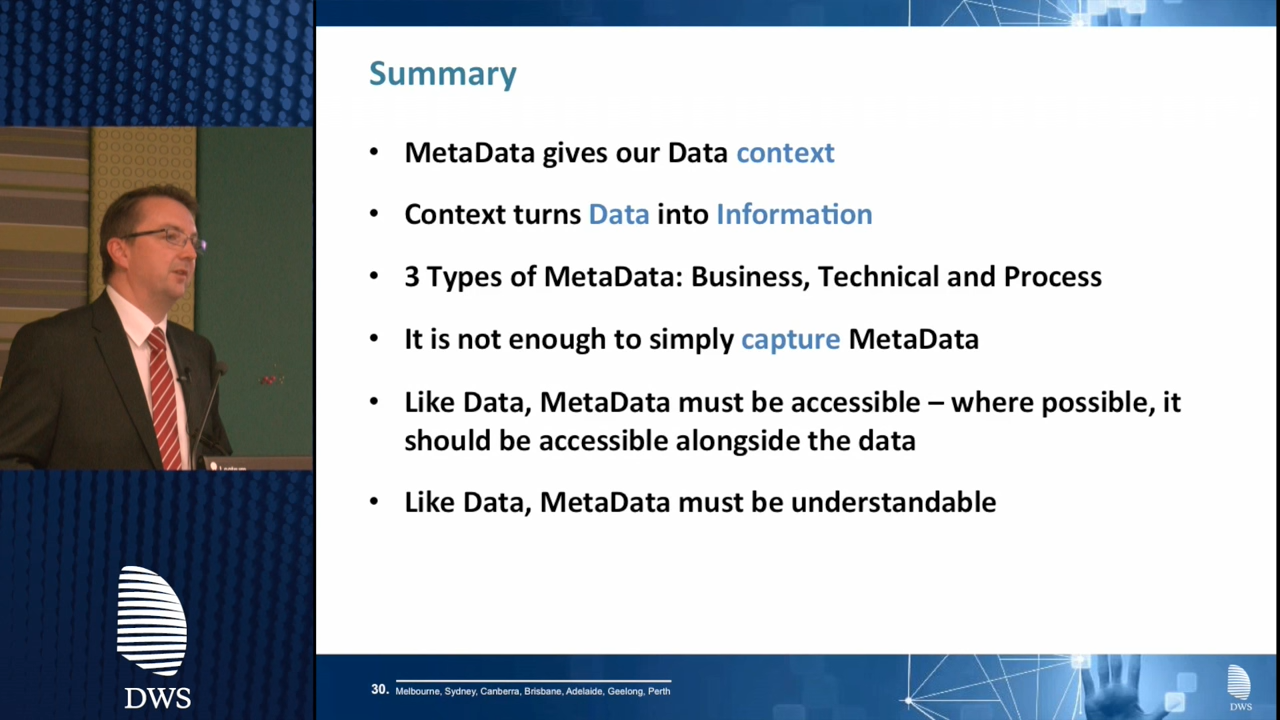 Summary
• MetaData gives our Data context
• Context turns Data into Information
• 3 Types of MetaData: Business, Technical and Process
• It is not enough to simply capture MetaData
• Like Data, MetaData must be accessible – where possible, it
should be accessible alongside the data
• Like Data, MetaData must be understandable
DWS
30. Melbourne, Sydney, Canberra, Brisbane, Adelaide, Geelong, Perth
DWS